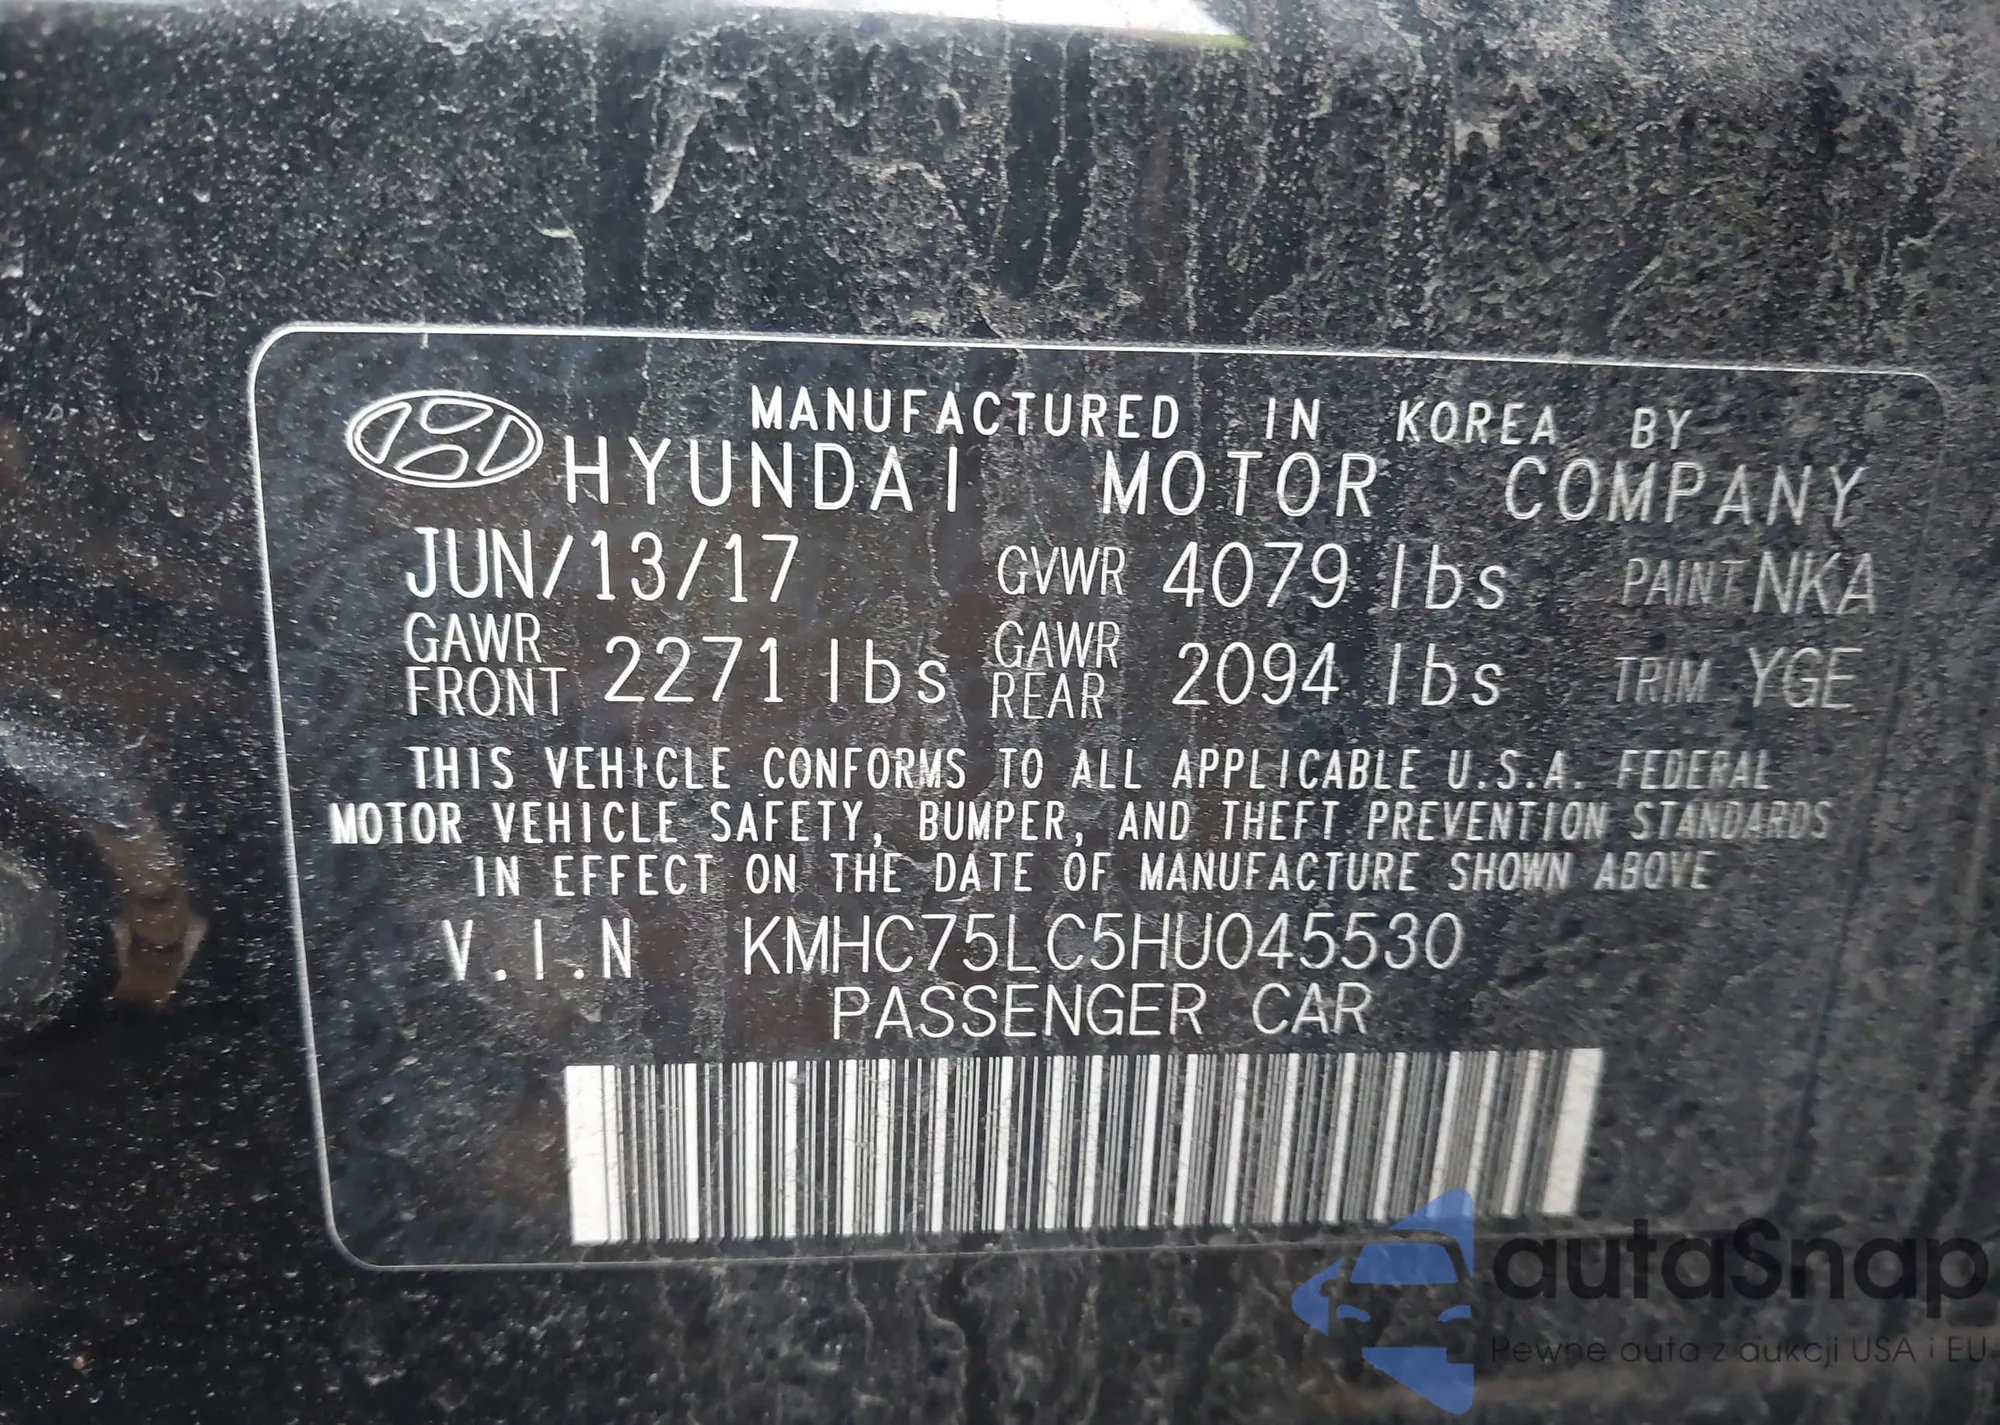 MANUFACTURED IN KOREA BY
HYUNDAI MOTOR COMPANY
JUN/13/17 GVWR 4079 lbs PAINT NKA
GAWR FRONT 2271 lbs GAWR REAR 2094 lbs TRIM YGE
THIS VEHICLE CONFORMS TO ALL APPLICABLE U.S.A. FEDERAL
MOTOR VEHICLE SAFETY, BUMPER, AND THEFT PREVENTION STANDARDS
IN EFFECT ON THE DATE OF MANUFACTURE SHOWN ABOVE
V.I.N KMHC75LC5HU045530
PASSENGER CAR
autaSnap
Pewne auta z aukcji USA i EU